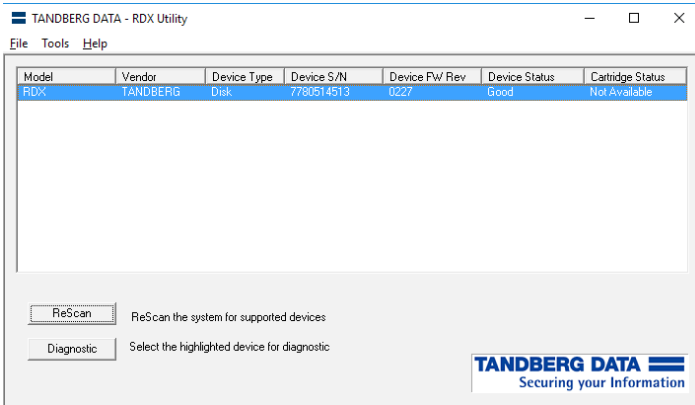 TANDBERG DATA - RDX Utility
File Tools Help
Model Vendor Device Type Device S/N Device FW Rev Device Status Cartridge Status
RDX TANDBERG Disk 7780514513 0227 Good Not Available
ReScan ReScan the system for supported devices
Diagnostic Select the highlighted device for diagnostic
TANDBERG DATA
Securing your Information